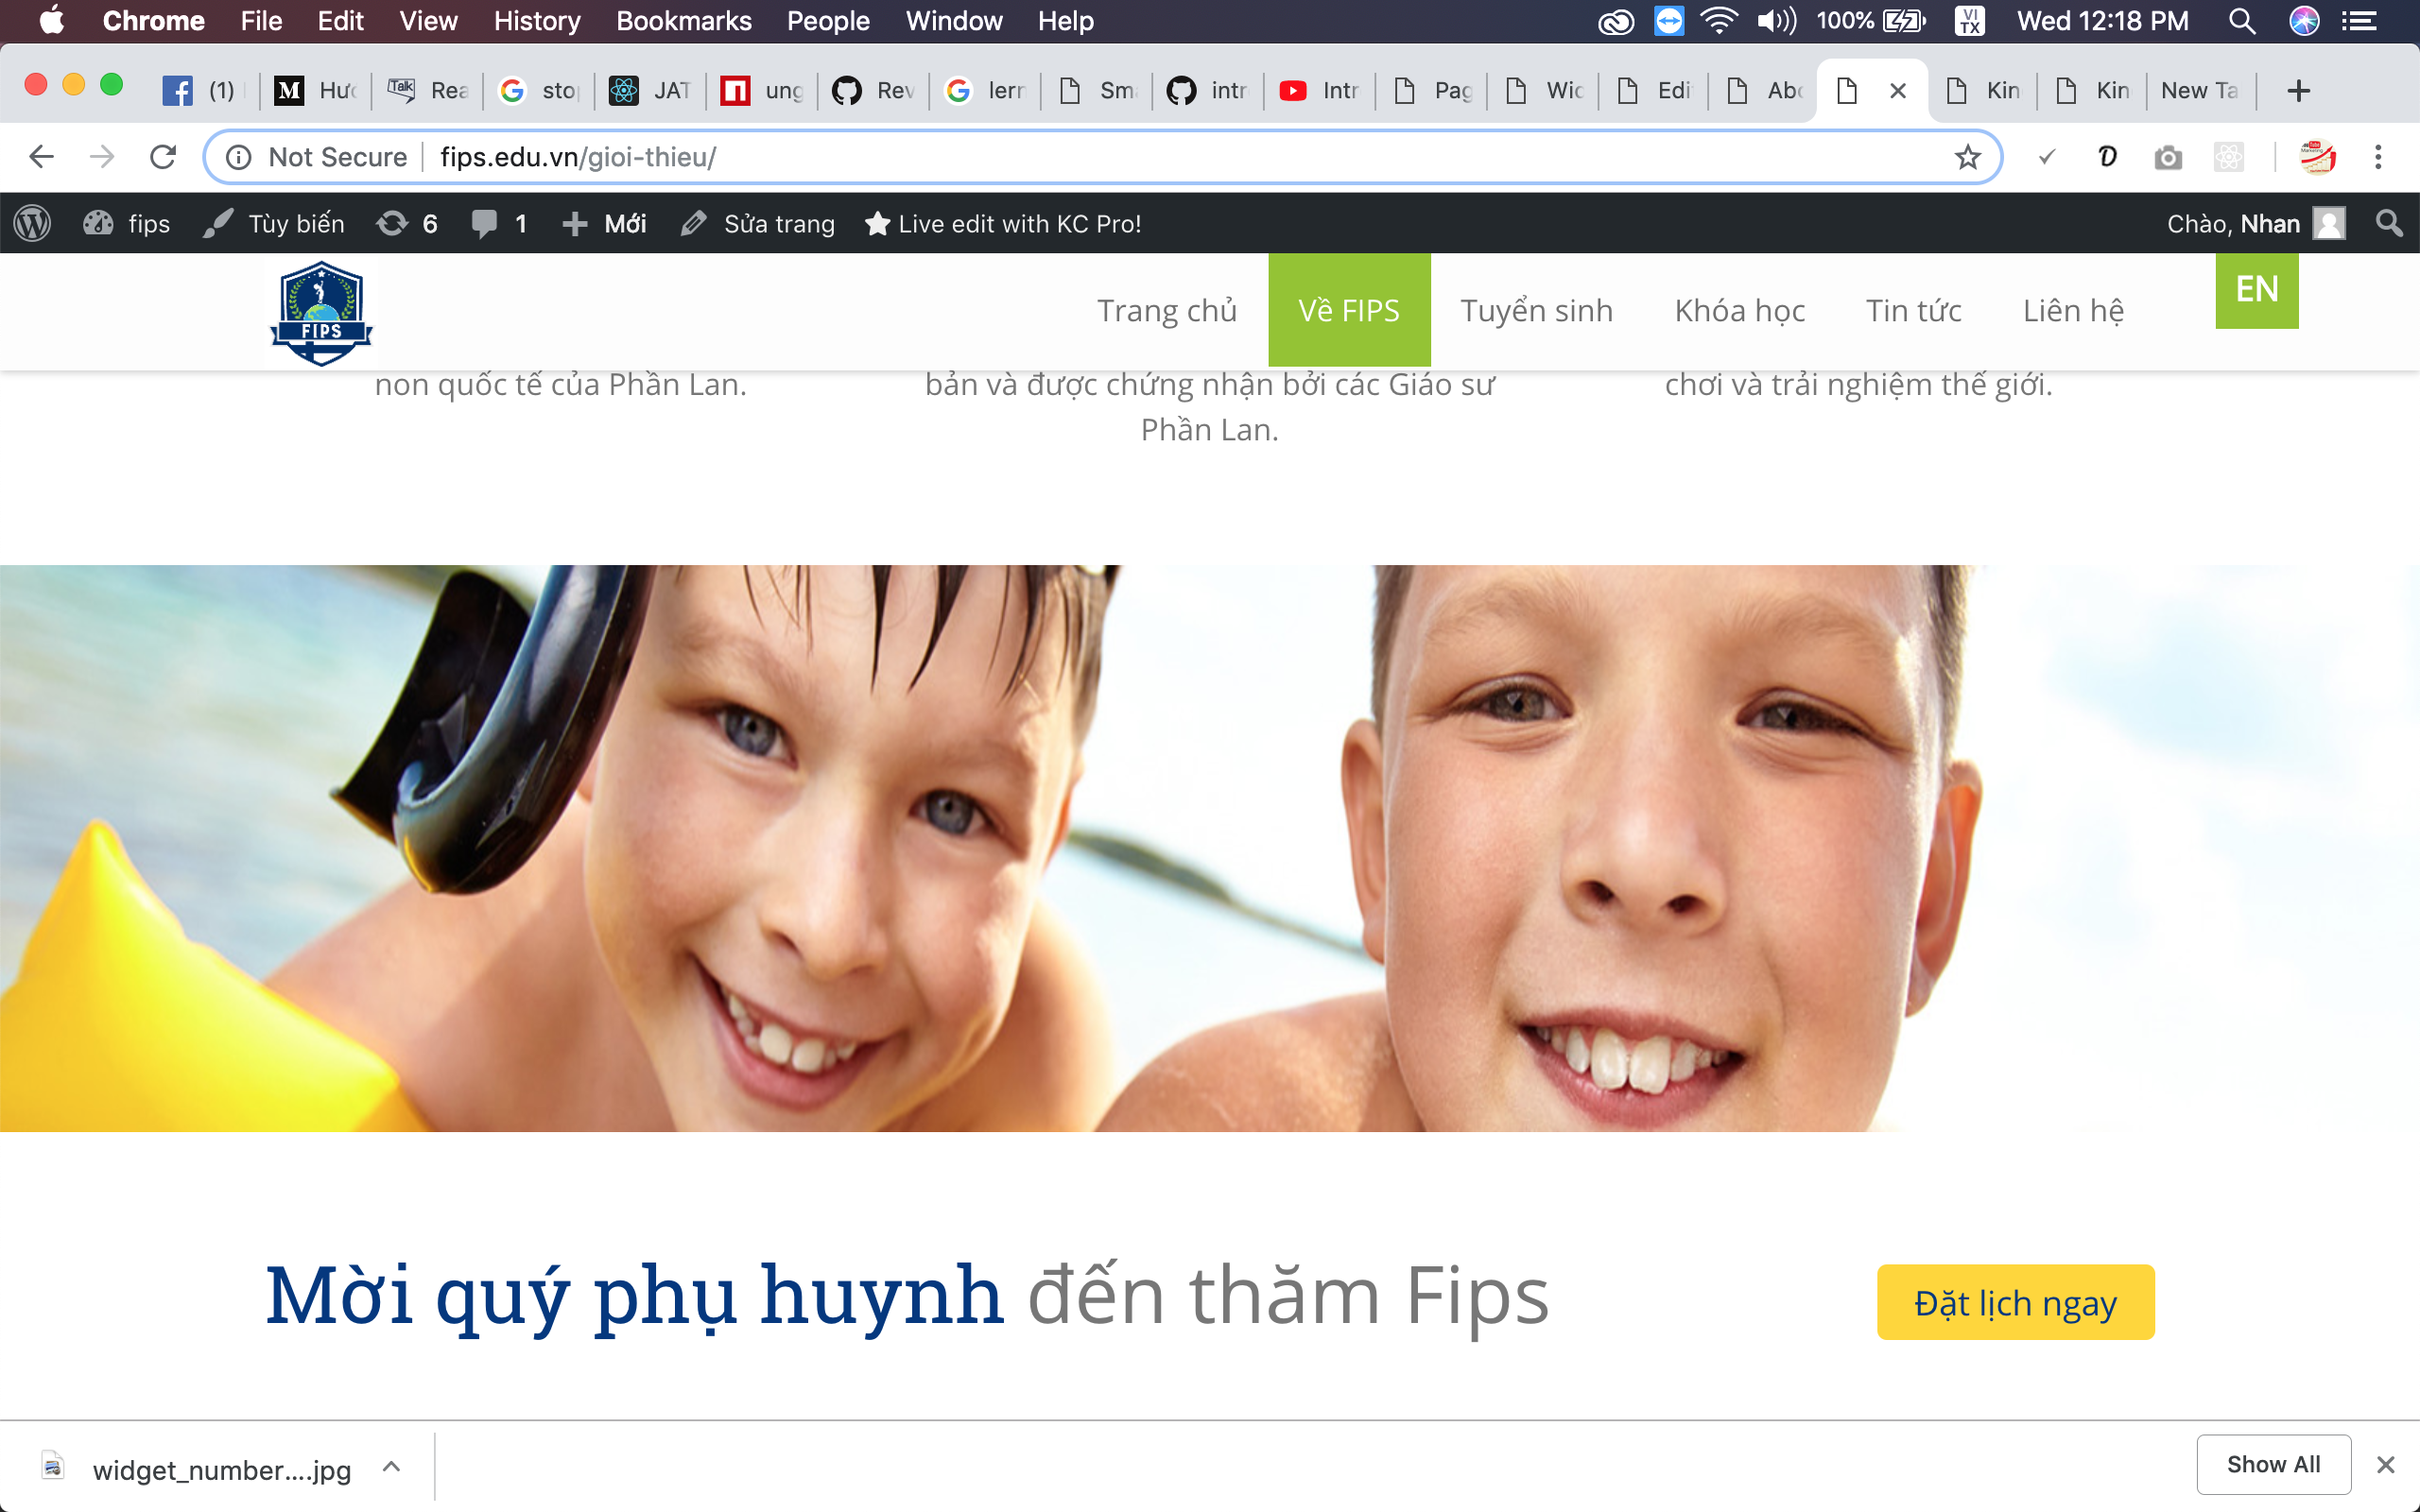 Chrome File Edit View History Bookmarks People Window Help 100% VI TX Wed 12:18 PM
(1) Hướ Rea sto JAT ung Rev lerr Sma intr Intr Pag Wid Edi Abo Kin Kin New Ta
Not Secure fips.edu.vn/gioi-thieu/
fips Tùy biến 6 1 Mới Sửa trang Live edit with KC Pro! Chào, Nhan
FIPS Trang chủ Về FIPS Tuyển sinh Khóa học Tin tức Liên hệ EN
non quốc tế của Phần Lan. bản và được chứng nhận bởi các Giáo sư chơi và trải nghiệm thế giới.
Phần Lan.
Mời quý phụ huynh đến thăm Fips Đặt lịch ngay
widget_number....jpg Show All